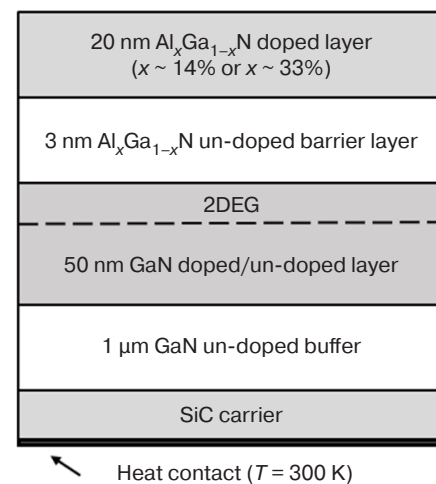 20 nm AlₓGa₁₋ₓN doped layer
(x ~ 14% or x ~ 33%)
3 nm AlₓGa₁₋ₓN un-doped barrier layer
2DEG
50 nm GaN doped/un-doped layer
1 μm GaN un-doped buffer
SiC carrier
Heat contact (T = 300 K)